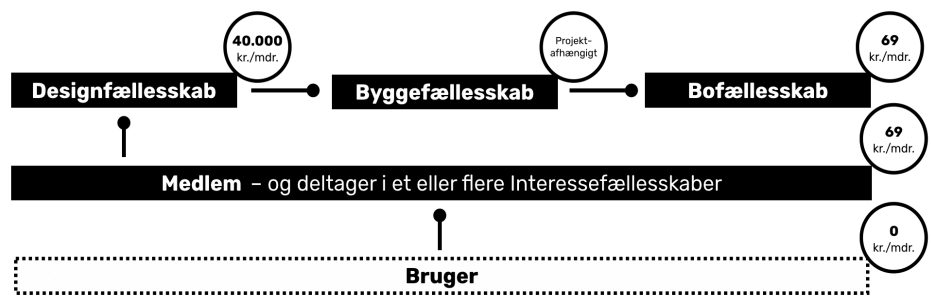 40.000
kr./mdr.
Projekt-
afhængigt
69
kr./mdr.
Designfællesskab
Byggefællesskab
Bofællesskab
69
kr./mdr.
Medlem – og deltager i et eller flere Interessefællesskaber
0
kr./mdr.
Bruger